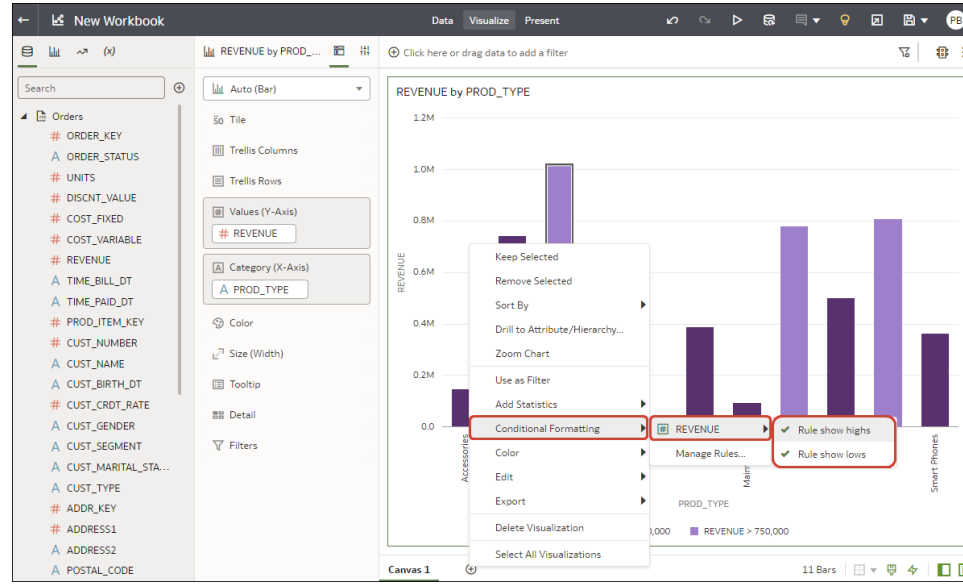 New Workbook
Data Visualize Present
PB
(x)
REVENUE by PROD_...
Click here or drag data to add a filter
Search
Orders
# ORDER_KEY
A ORDER_STATUS
# UNITS
# DISCNT_VALUE
# COST_FIXED
# COST_VARIABLE
# REVENUE
A TIME_BILL_DT
A TIME_PAID_DT
# PROD_ITEM_KEY
# CUST_NUMBER
A CUST_NAME
A CUST_BIRTH_DT
# CUST_CRDT_RATE
A CUST_GENDER
A CUST_SEGMENT
A CUST_MARITAL_STA...
A CUST_TYPE
# ADDR_KEY
# ADDRESS1
A ADDRESS2
A POSTAL_CODE
Auto (Bar)
Tile
Trellis Columns
Trellis Rows
Values (Y-Axis)
# REVENUE
Category (X-Axis)
A PROD_TYPE
Color
Size (Width)
Tooltip
Detail
Filters
REVENUE by PROD_TYPE
1.2M
1.0M
0.8M
0.6M
0.4M
0.2M
0.0
REVENUE
Keep Selected
Remove Selected
Sort By
Drill to Attribute/Hierarchy...
Zoom Chart
Use as Filter
Add Statistics
Conditional Formatting
Color
Edit
Export
Delete Visualization
Select All Visualizations
# REVENUE
Manage Rules...
Rule show highs
Rule show lows
Accessories
Smart Phones
PROD_TYPE
REVENUE > 750,000
Canvas 1
11 Bars